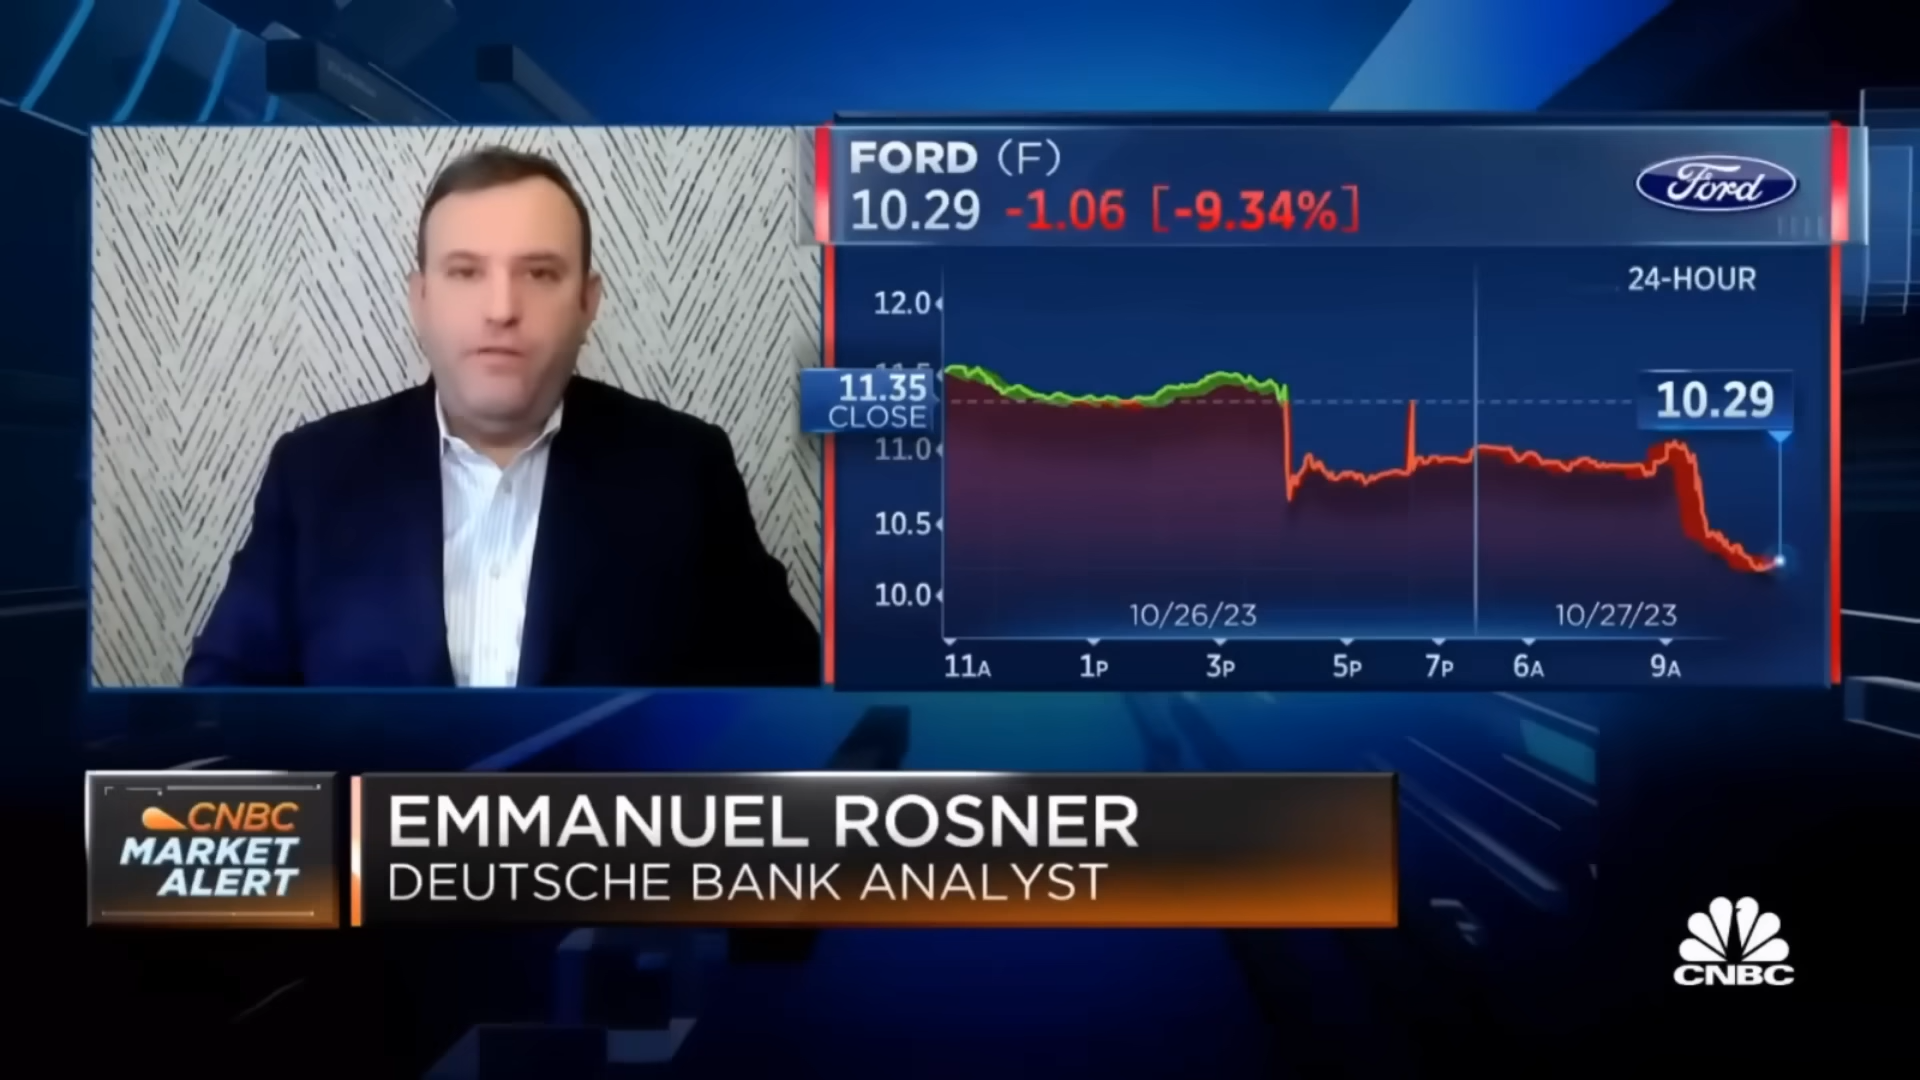 FORD (F)
10.29 -1.06 [-9.34%]
Ford
24-HOUR
12.0
11.35
CLOSE
10.29
11.0
10.5
10.0
10/26/23
10/27/23
11A 1P 3P 5P 7P 6A 9A
CNBC
MARKET
ALERT
EMMANUEL ROSNER
DEUTSCHE BANK ANALYST
CNBC